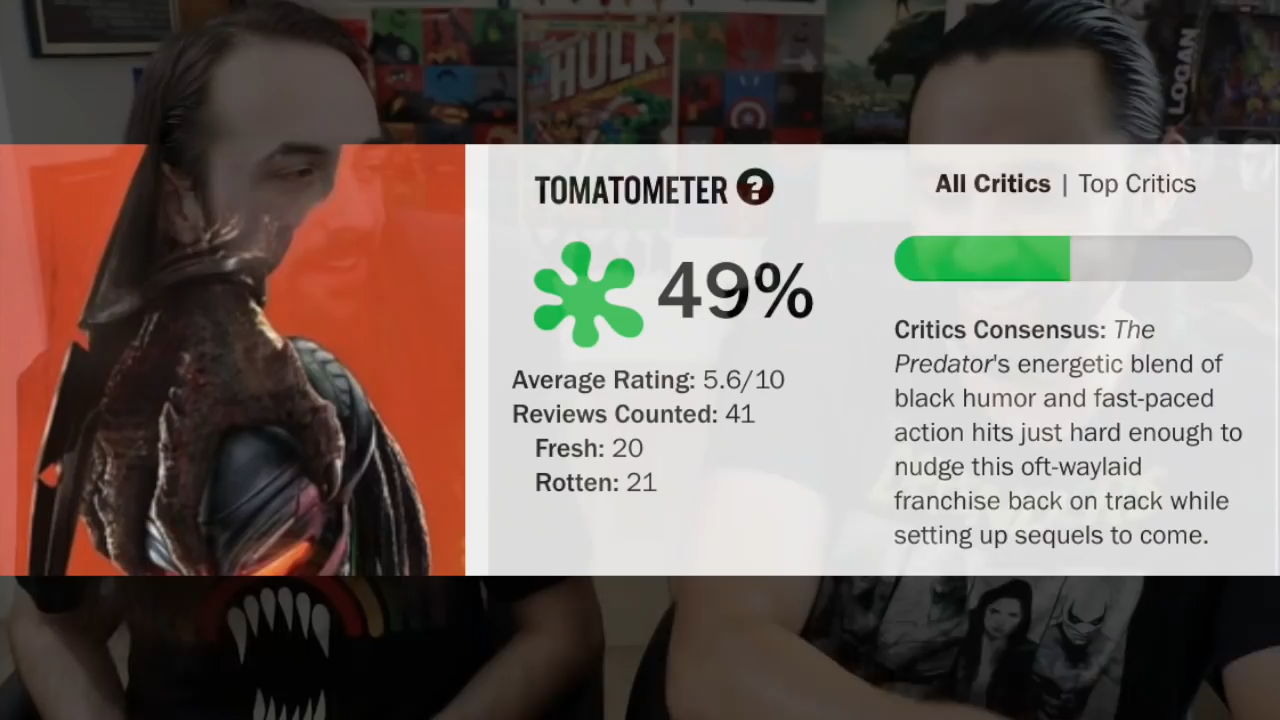 HULK
LOGAN
TOMATOMETER ?
All Critics | Top Critics
49%
Average Rating: 5.6/10
Reviews Counted: 41
Fresh: 20
Rotten: 21
Critics Consensus: The
Predator's energetic blend of
black humor and fast-paced
action hits just hard enough to
nudge this oft-waylaid
franchise back on track while
setting up sequels to come.